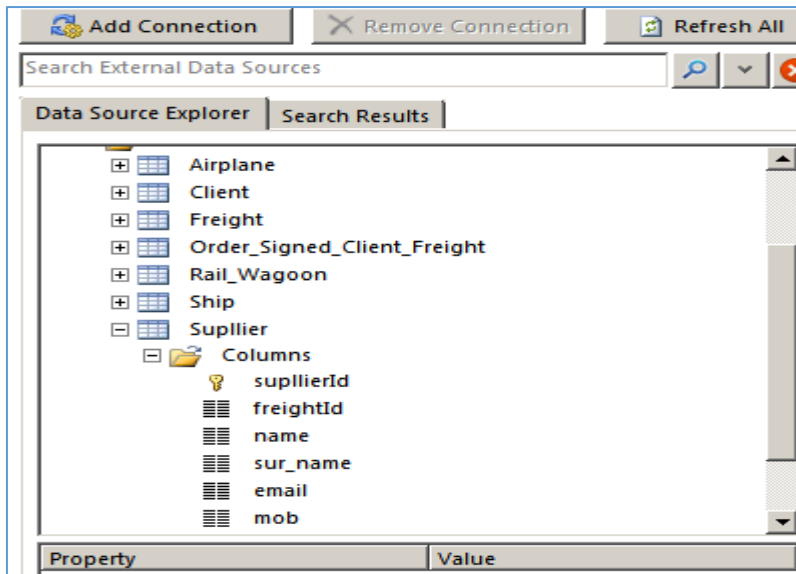 Add Connection Remove Connection Refresh All
Search External Data Sources
Data Source Explorer Search Results
Airplane
Client
Freight
Order_Signed_Client_Freight
Rail_Wagoon
Ship
Supllier
Columns
supllierId
freightId
name
sur_name
email
mob
Property Value